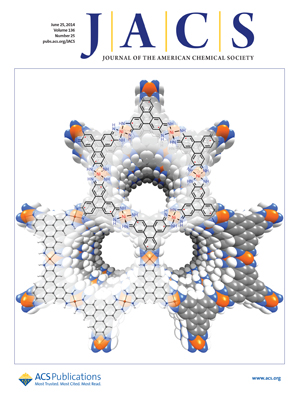 June 25, 2014
Volume 136
Number 25
pubs.acs.org/JACS
J|A|C|S
JOURNAL OF THE AMERICAN CHEMICAL SOCIETY
ACS Publications
Most Trusted. Most Cited. Most Read.
www.acs.org